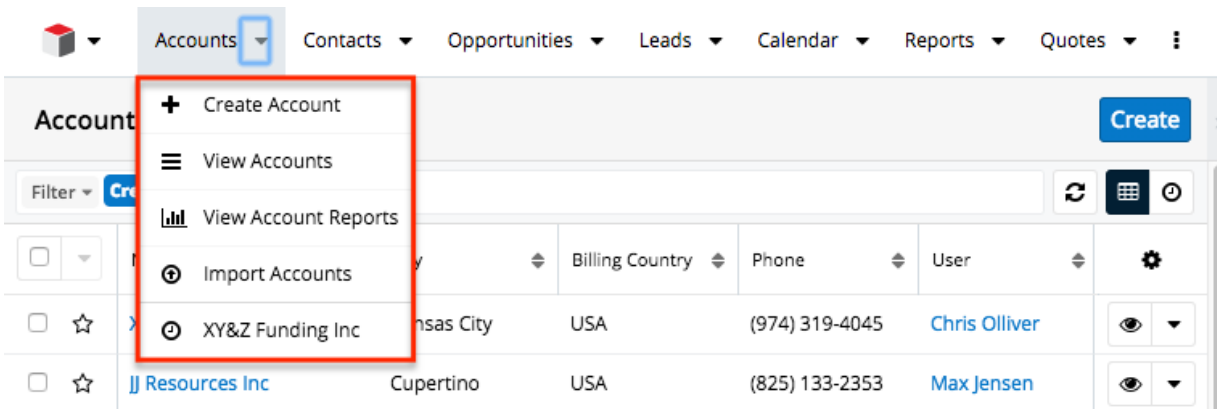 Accounts Contacts Opportunities Leads Calendar Reports Quotes
Create Account
Account Create
View Accounts
Filter Cre
View Account Reports
Billing Country Phone User
Import Accounts
XY&Z Funding Inc nsas City USA (974) 319-4045 Chris Olliver
JJ Resources Inc Cupertino USA (825) 133-2353 Max Jensen